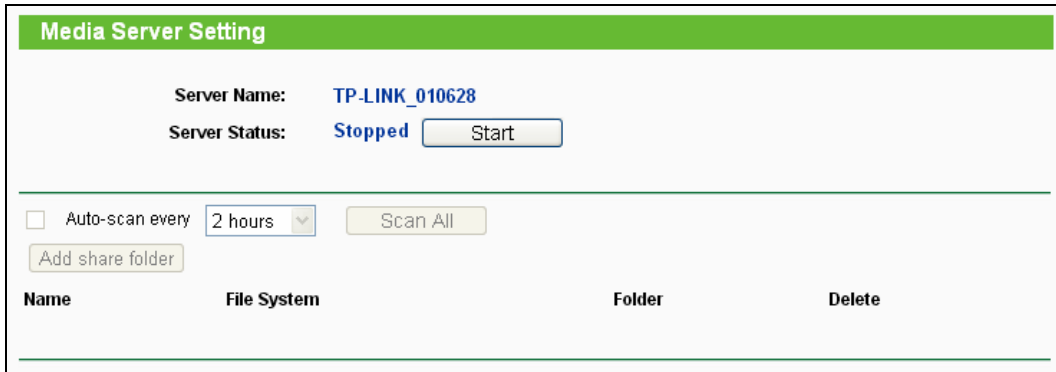 Media Server Setting
Server Name: TP-LINK_010628
Server Status: Stopped Start
Auto-scan every 2 hours Scan All
Add share folder
Name File System Folder Delete